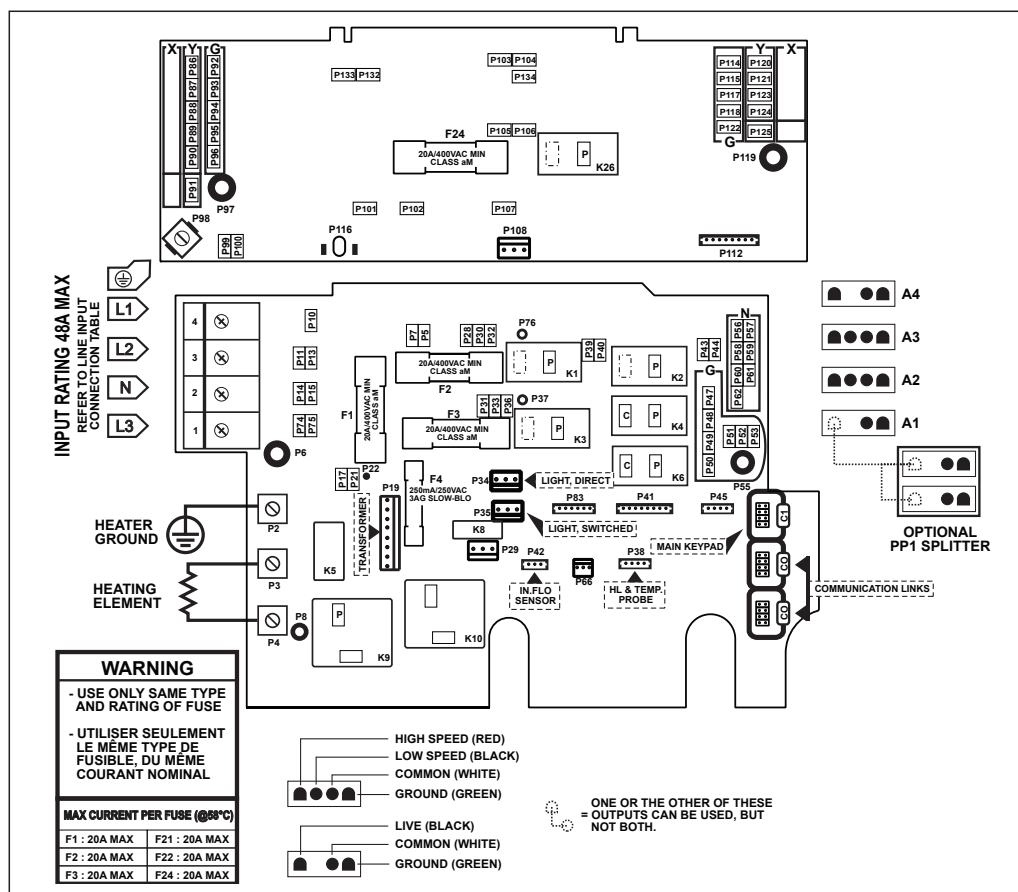 X Y G
P86 P87 P88 P89 P90 P91
P92 P93 P94 P95 P96
P97
P98
P99 P100
P133 P132
P103 P104
P134
P105 P106
F24
20A/400VAC MIN
CLASS aM
P
K26
P101
P102
P107
P116
P108
P112
Y X
P114 P120
P115 P121
P117 P123
P118 P124
P122 P125
G
P119
INPUT RATING 48A MAX
REFER TO LINE INPUT
CONNECTION TABLE
L1
L2
N
L3
4
3
2
1
P10
P11 P13
P14 P15
P74 P75
P6
P7 P5
P28 P30 P32
P76
20A/400VAC MIN
CLASS aM
F2
F1
20A/400VAC MIN
CLASS aM
F3
20A/400VAC MIN
CLASS aM
P31 P33 P36
P37
P
K1
P39 P40
P
K2
P
K3
C P
K4
C P
K6
P43 P44
N
P56 P57
P58 P59
P60 P61
P62
G
P47
P48
P49
P50
P51 P52 P53
P55
P17 P21
P22
P19
TRANSFORMER
F4
250mA/250VAC
3AG SLOW-BLO
P34
LIGHT, DIRECT
P35
LIGHT, SWITCHED
K8
P29
P83
P41
P45
P42
IN.FLO
SENSOR
P66
P38
HL & TEMP.
PROBE
MAIN KEYPAD
C1
CO
CO
COMMUNICATION LINKS
HEATER
GROUND
P2
HEATING
ELEMENT
P3
P4
P8
K5
P
K9
K10
A4
A3
A2
A1
OPTIONAL
PP1 SPLITTER
WARNING
- USE ONLY SAME TYPE
AND RATING OF FUSE
- UTILISER SEULEMENT
LE MÊME TYPE DE
FUSIBLE, DU MÊME
COURANT NOMINAL
MAX CURRENT PER FUSE (@58°C)
F1 : 20A MAX F21 : 20A MAX
F2 : 20A MAX F22 : 20A MAX
F3 : 20A MAX F24 : 20A MAX
HIGH SPEED (RED)
LOW SPEED (BLACK)
COMMON (WHITE)
GROUND (GREEN)
LIVE (BLACK)
COMMON (WHITE)
GROUND (GREEN)
ONE OR THE OTHER OF THESE
= OUTPUTS CAN BE USED, BUT
NOT BOTH.